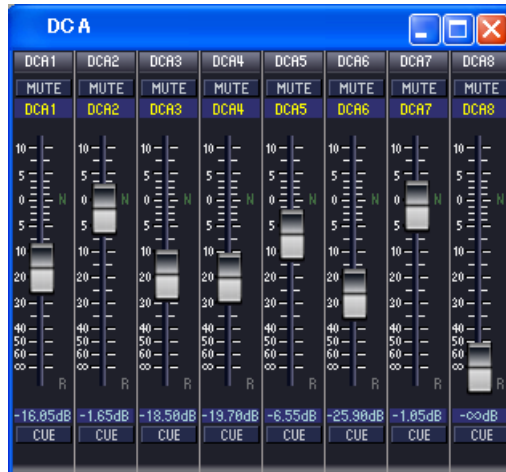 DCA
DCA1 DCA2 DCA3 DCA4 DCA5 DCA6 DCA7 DCA8
MUTE MUTE MUTE MUTE MUTE MUTE MUTE MUTE
DCA1 DCA2 DCA3 DCA4 DCA5 DCA6 DCA7 DCA8
10 10 10 10 10 10 10 10
5 5 5 5 5 5 5 5
0 N 0 N 0 N 0 N 0 N 0 N 0 N 0 N
5 5 5 5 5 5 5 5
10 10 10 10 10 10 10 10
20 20 20 20 20 20 20 20
30 30 30 30 30 30 30 30
40 40 40 40 40 40 40 40
50 50 50 50 50 50 50 50
60 60 60 60 60 60 60 60
∞ ∞ ∞ ∞ ∞ ∞ ∞ ∞
R R R R R R R R
-16.05dB -1.65dB -18.50dB -19.70dB -6.55dB -25.90dB -1.05dB -∞dB
CUE CUE CUE CUE CUE CUE CUE CUE